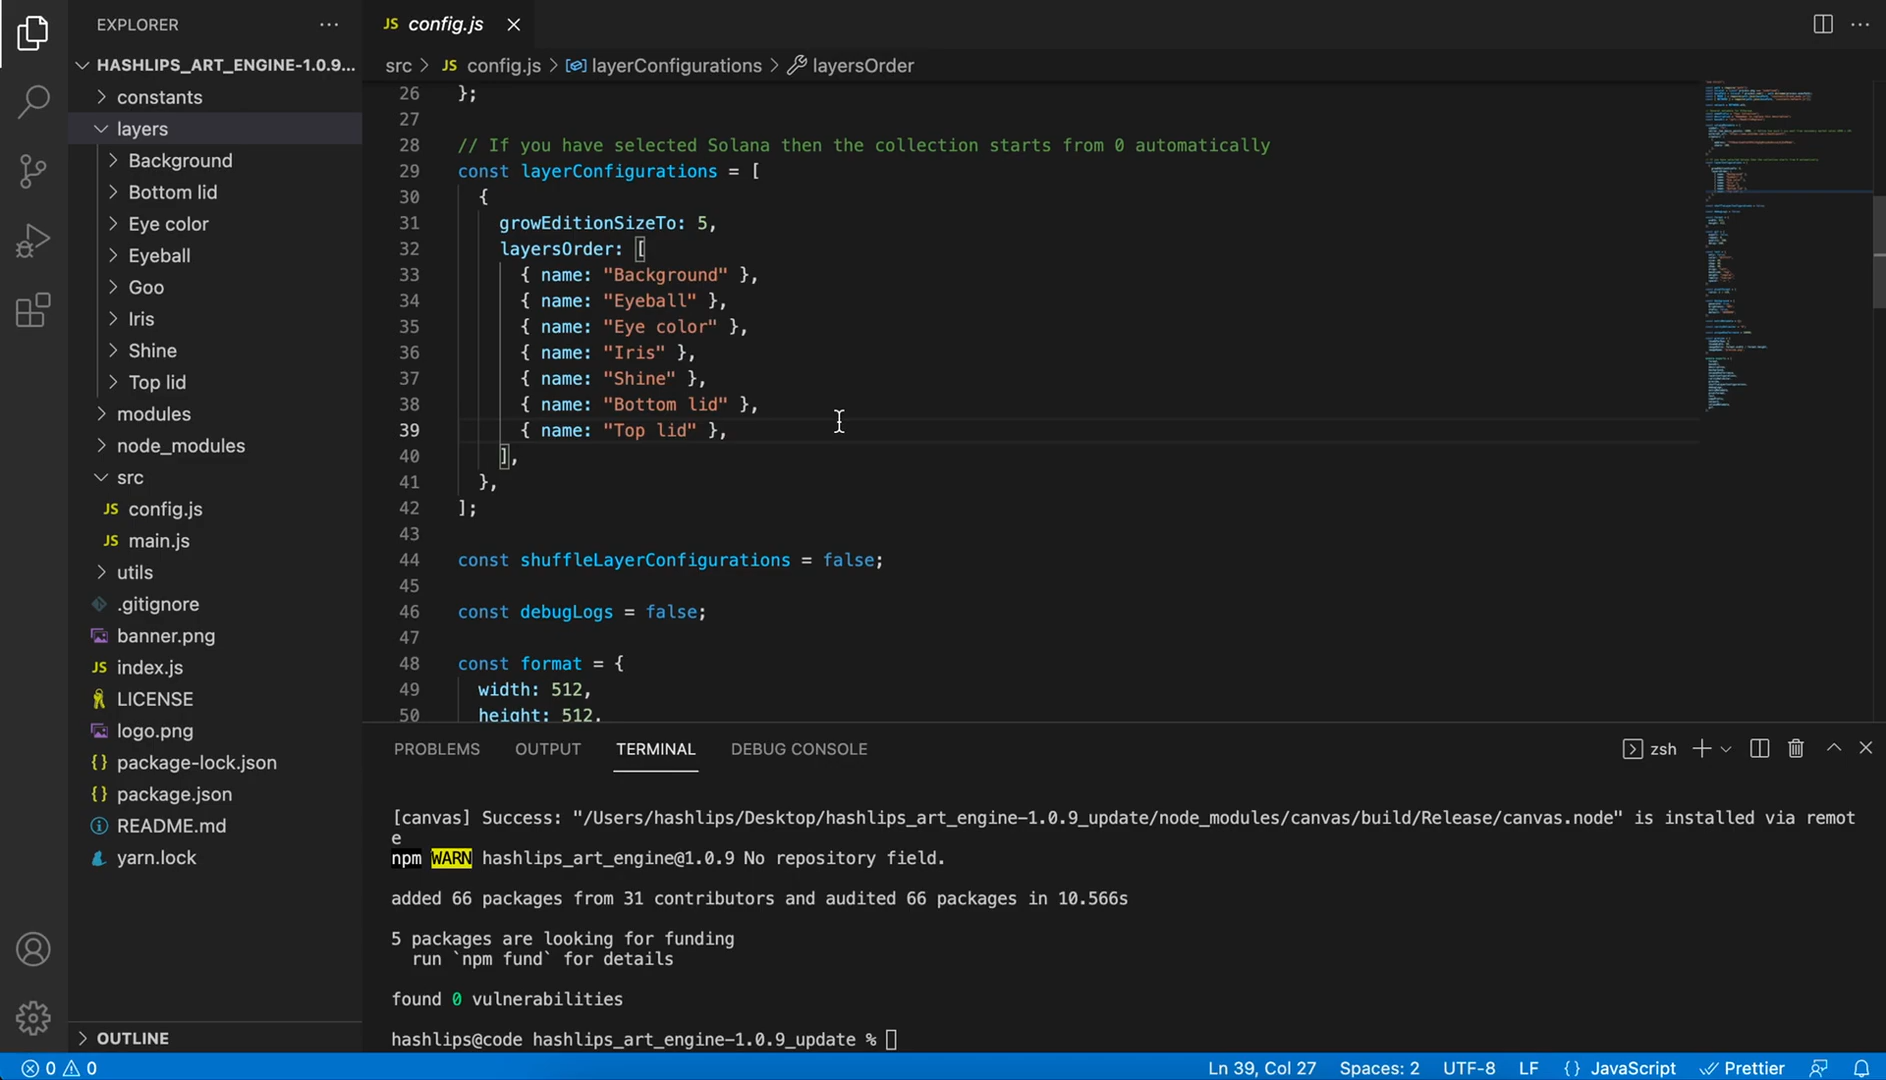 EXPLORER
HASHLIPS_ART_ENGINE-1.0.9...
constants
layers
Background
Bottom lid
Eye color
Eyeball
Goo
Iris
Shine
Top lid
modules
node_modules
src
JS config.js
JS main.js
utils
.gitignore
banner.png
JS index.js
LICENSE
logo.png
{} package-lock.json
{} package.json
README.md
yarn.lock
OUTLINE
JS config.js
src > JS config.js > layerConfigurations > layersOrder
26 };
27
28 // If you have selected Solana then the collection starts from 0 automatically
29 const layerConfigurations = [
30 {
31 growEditionSizeTo: 5,
32 layersOrder: [
33 { name: "Background" },
34 { name: "Eyeball" },
35 { name: "Eye color" },
36 { name: "Iris" },
37 { name: "Shine" },
38 { name: "Bottom lid" },
39 { name: "Top lid" },
40 ],
41 },
42 ];
43
44 const shuffleLayerConfigurations = false;
45
46 const debugLogs = false;
47
48 const format = {
49 width: 512,
50 height: 512,
PROBLEMS OUTPUT TERMINAL DEBUG CONSOLE zsh
[canvas] Success: "/Users/hashlips/Desktop/hashlips_art_engine-1.0.9_update/node_modules/canvas/build/Release/canvas.node" is installed via remot
e
npm WARN hashlips_art_engine@1.0.9 No repository field.
added 66 packages from 31 contributors and audited 66 packages in 10.566s
5 packages are looking for funding
run `npm fund` for details
found 0 vulnerabilities
hashlips@code hashlips_art_engine-1.0.9_update %
0 0 Ln 39, Col 27 Spaces: 2 UTF-8 LF {} JavaScript Prettier